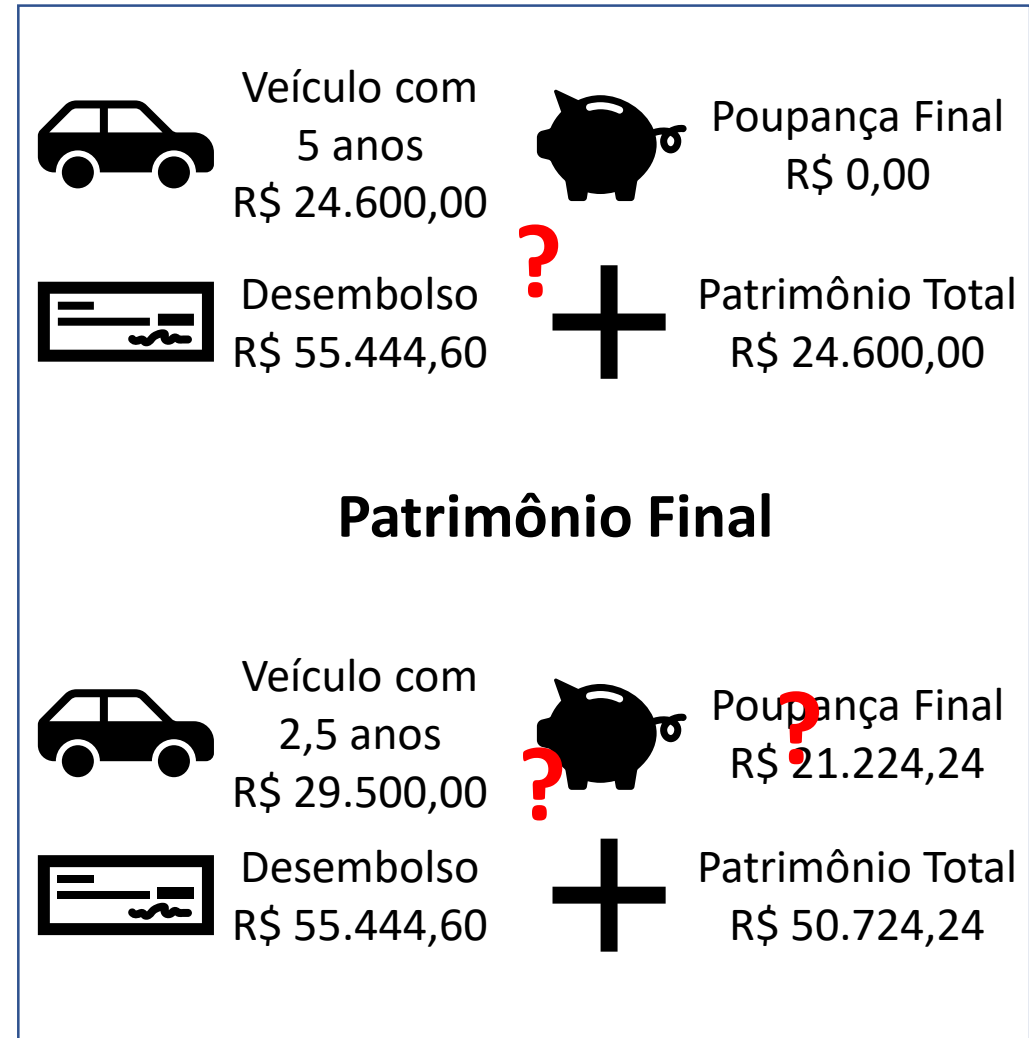 Veículo com
5 anos
R$ 24.600,00
Poupança Final
R$ 0,00
?
Desembolso
R$ 55.444,60
Patrimônio Total
R$ 24.600,00
Patrimônio Final
Veículo com
2,5 anos
R$ 29.500,00
?
Poupança Final
R$ 21.224,24
?
Desembolso
R$ 55.444,60
Patrimônio Total
R$ 50.724,24